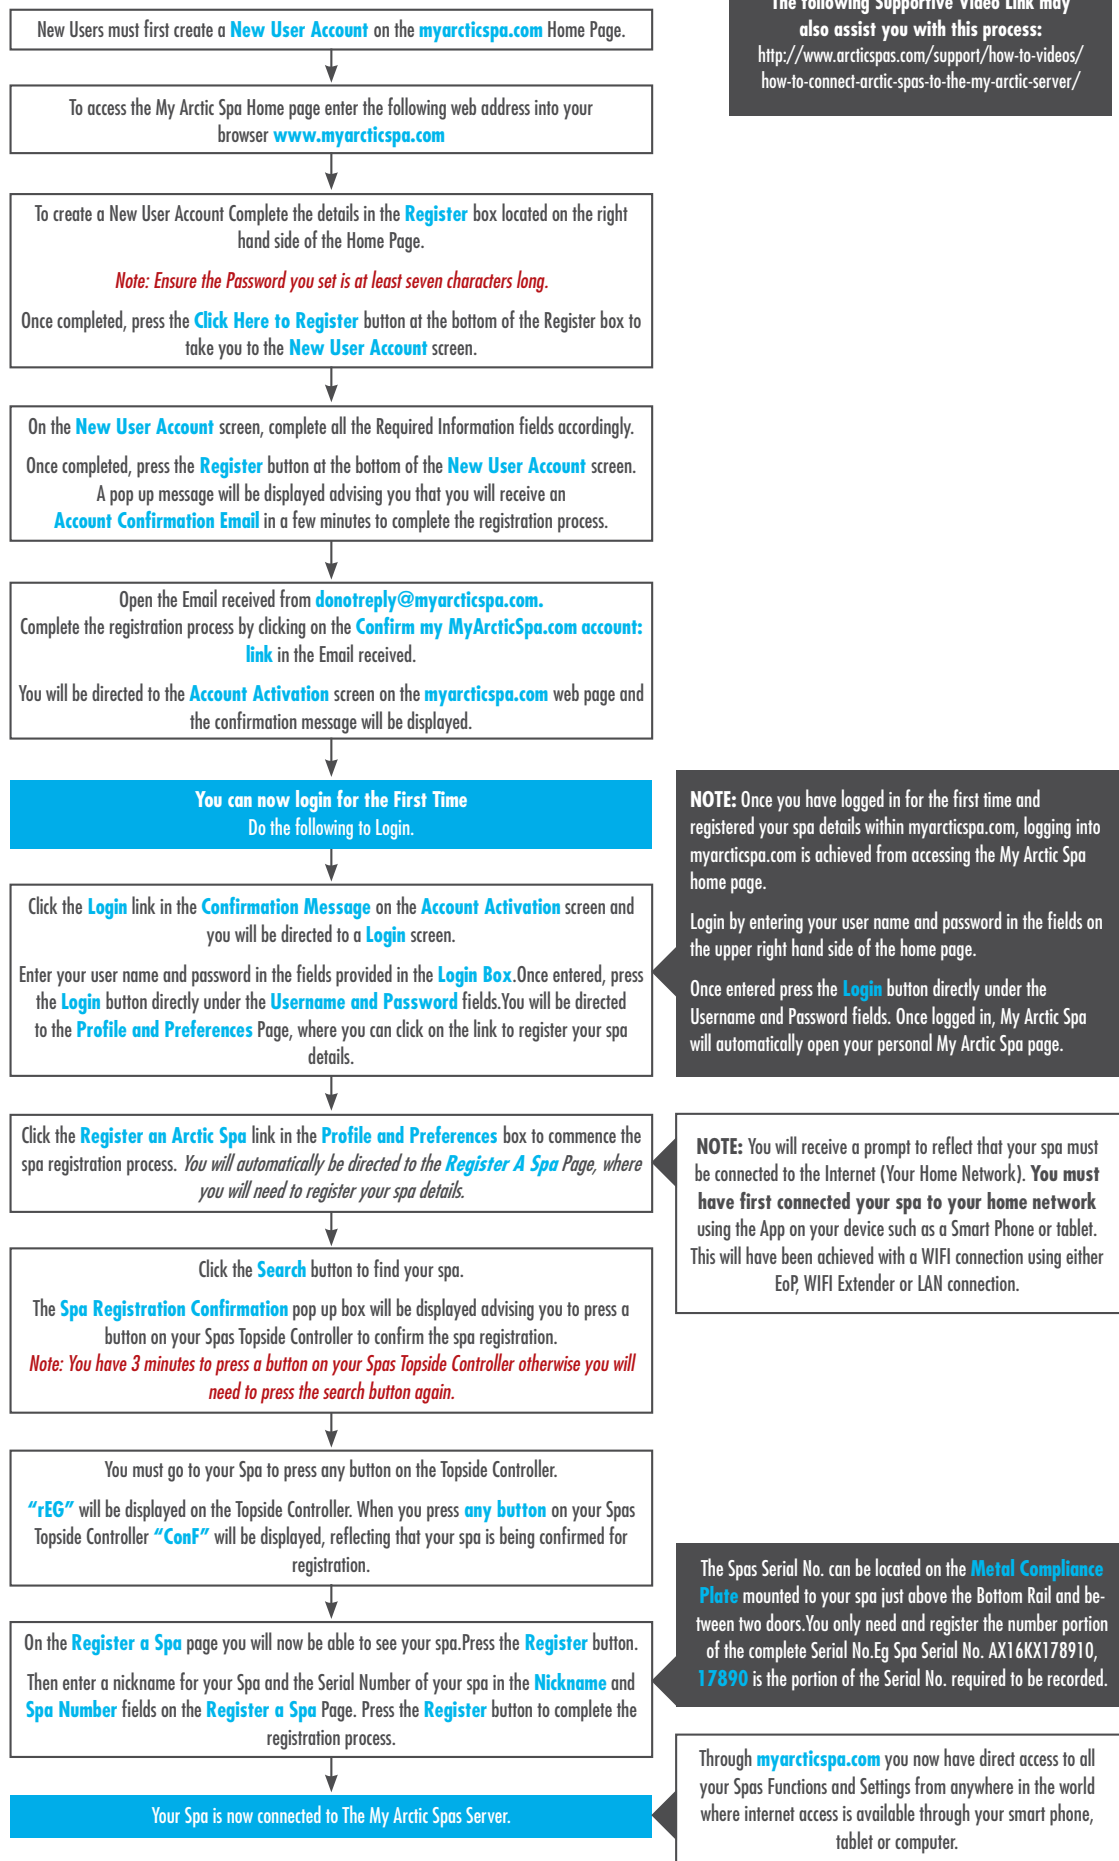 New Users must first create a New User Account on the myarcticspa.com Home Page.
The following Supportive Video Link may
also assist you with this process:
http://www.arcticspas.com/support/how-to-videos/
how-to-connect-arctic-spas-to-the-my-arctic-server/
To access the My Arctic Spa Home page enter the following web address into your
browser www.myarcticspa.com
To create a New User Account Complete the details in the Register box located on the right
hand side of the Home Page.
Note: Ensure the Password you set is at least seven characters long.
Once completed, press the Click Here to Register button at the bottom of the Register box to
take you to the New User Account screen.
On the New User Account screen, complete all the Required Information fields accordingly.
Once completed, press the Register button at the bottom of the New User Account screen.
A pop up message will be displayed advising you that you will receive an
Account Confirmation Email in a few minutes to complete the registration process.
Open the Email received from donotreply@myarcticspa.com.
Complete the registration process by clicking on the Confirm my MyArcticSpa.com account:
link in the Email received.
You will be directed to the Account Activation screen on the myarcticspa.com web page and
the confirmation message will be displayed.
You can now login for the First Time
Do the following to Login.
Click the Login link in the Confirmation Message on the Account Activation screen and
you will be directed to a Login screen.
Enter your user name and password in the fields provided in the Login Box.Once entered, press
the Login button directly under the Username and Password fields.You will be directed
to the Profile and Preferences Page, where you can click on the link to register your spa
details.
NOTE: Once you have logged in for the first time and
registered your spa details within myarcticspa.com, logging into
myarcticspa.com is achieved from accessing the My Arctic Spa
home page.
Login by entering your user name and password in the fields on
the upper right hand side of the home page.
Once entered press the Login button directly under the
Username and Password fields. Once logged in, My Arctic Spa
will automatically open your personal My Arctic Spa page.
Click the Register an Arctic Spa link in the Profile and Preferences box to commence the
spa registration process. You will automatically be directed to the Register A Spa Page, where
you will need to register your spa details.
NOTE: You will receive a prompt to reflect that your spa must
be connected to the Internet (Your Home Network). You must
have first connected your spa to your home network
using the App on your device such as a Smart Phone or tablet.
This will have been achieved with a WIFI connection using either
EoP, WIFI Extender or LAN connection.
Click the Search button to find your spa.
The Spa Registration Confirmation pop up box will be displayed advising you to press a
button on your Spas Topside Controller to confirm the spa registration.
Note: You have 3 minutes to press a button on your Spas Topside Controller otherwise you will
need to press the search button again.
You must go to your Spa to press any button on the Topside Controller.
“rEG” will be displayed on the Topside Controller. When you press any button on your Spas
Topside Controller “ConF” will be displayed, reflecting that your spa is being confirmed for
registration.
On the Register a Spa page you will now be able to see your spa.Press the Register button.
Then enter a nickname for your Spa and the Serial Number of your spa in the Nickname and
Spa Number fields on the Register a Spa Page. Press the Register button to complete the
registration process.
The Spas Serial No. can be located on the Metal Compliance
Plate mounted to your spa just above the Bottom Rail and be-
tween two doors.You only need and register the number portion
of the complete Serial No.Eg Spa Serial No. AX16KX178910,
17890 is the portion of the Serial No. required to be recorded.
Your Spa is now connected to The My Arctic Spas Server.
Through myarcticspa.com you now have direct access to all
your Spas Functions and Settings from anywhere in the world
where internet access is available through your smart phone,
tablet or computer.